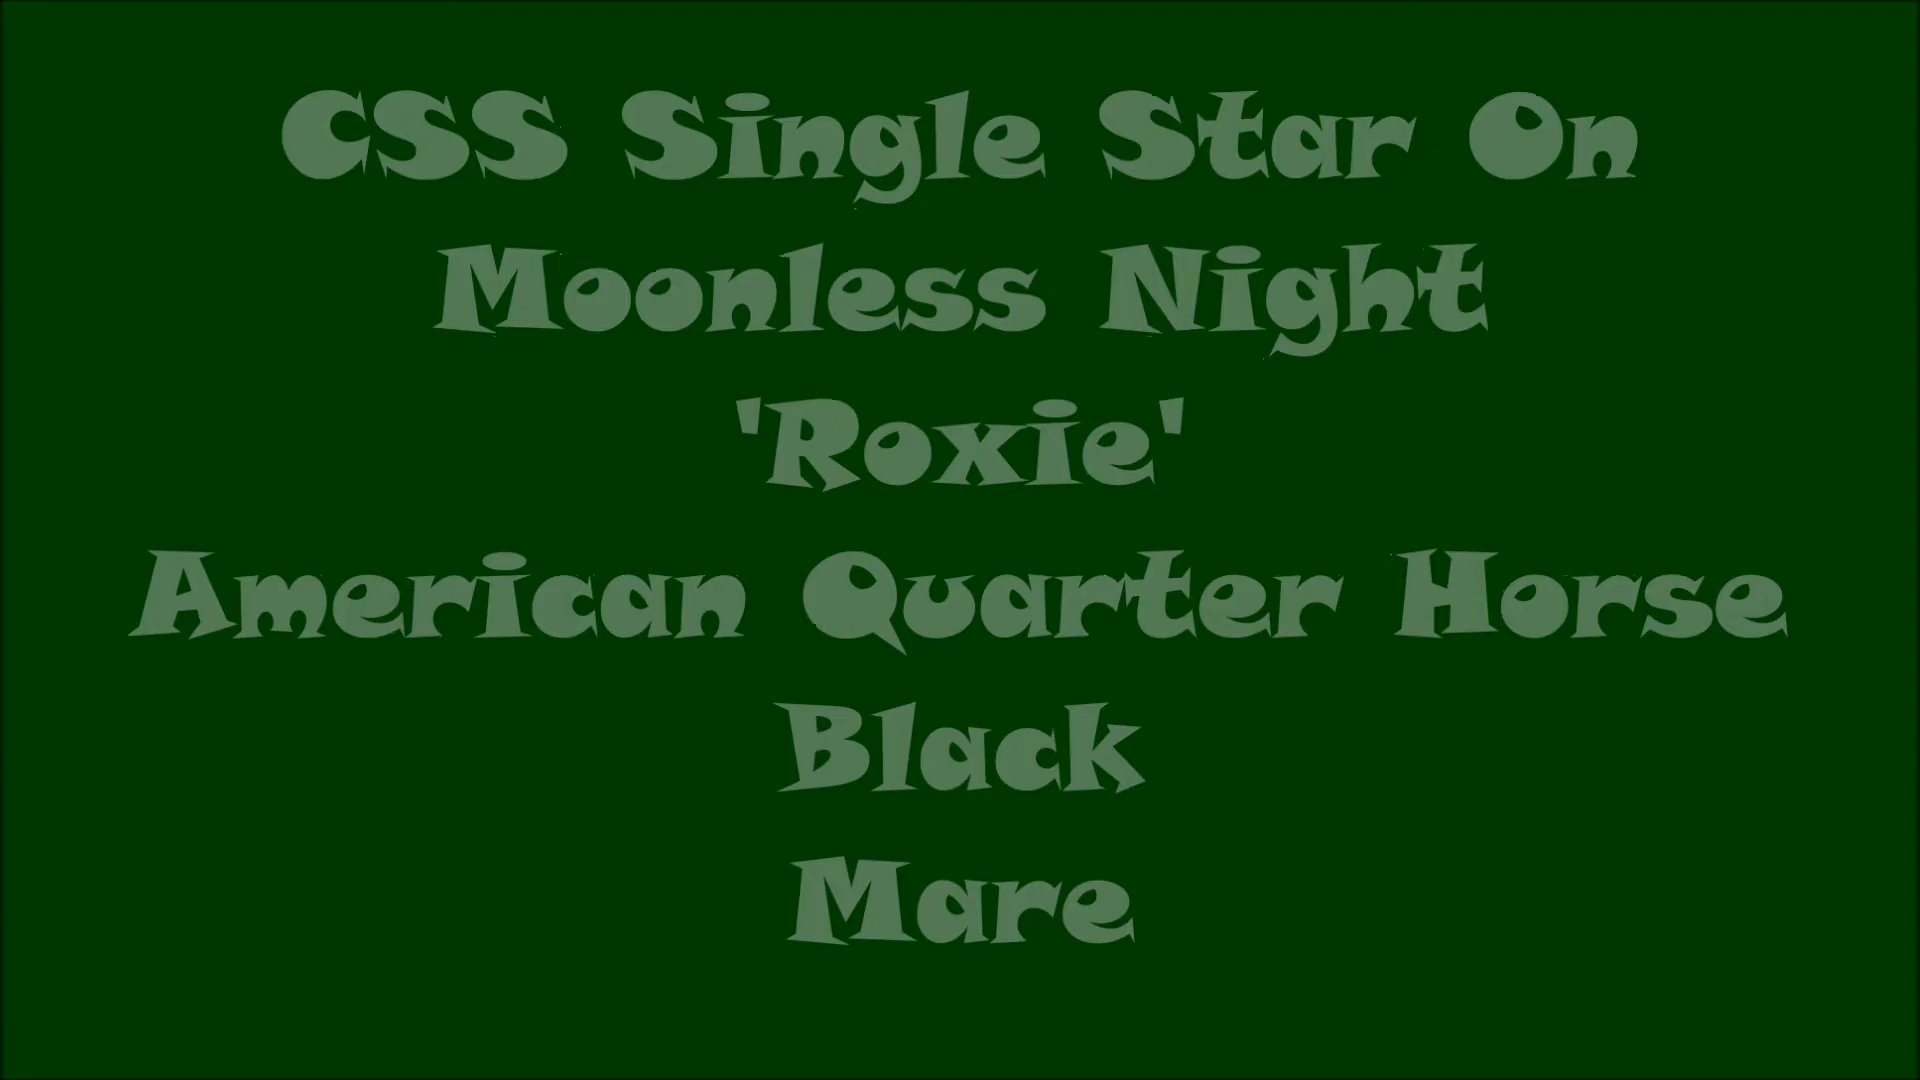 CSS Single Star On
Moonless Night
'Roxie'
American Quarter Horse
Black
Mare